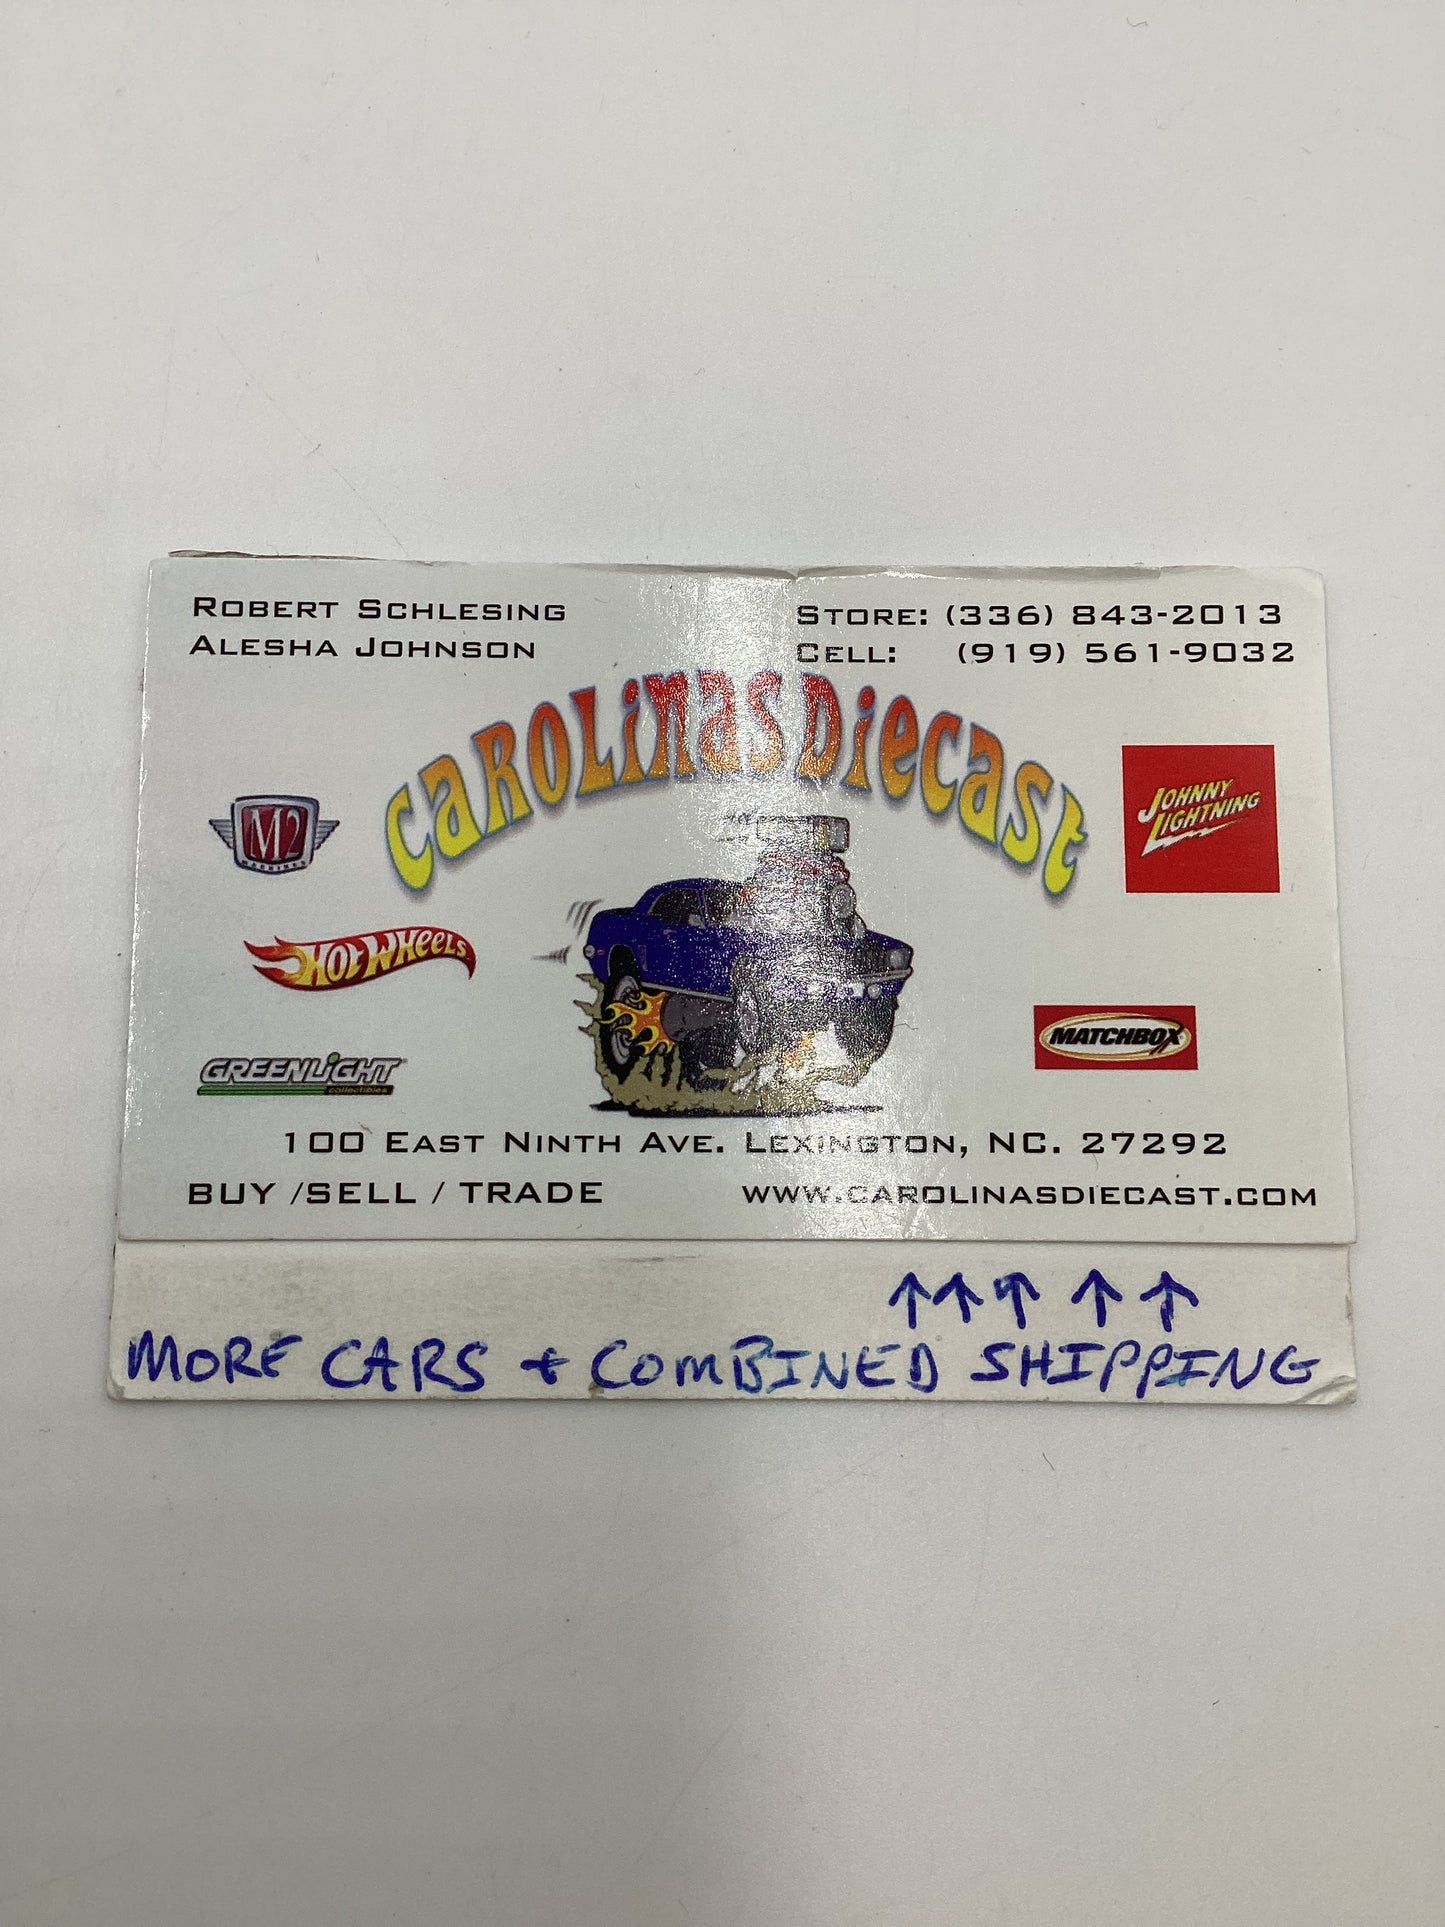 ROBERT SCHLESING
ALESHA JOHNSON
STORE: (336) 843-2013
CELL: (919) 561-9032
CAROLINAS DIECAST
M2
MACHINES
JOHNNY
LIGHTNING
HOT WHEELS
MATCHBOX
GREENLIGHT
collectibles
100 EAST NINTH AVE. LEXINGTON, NC. 27292
BUY /SELL / TRADE
WWW.CAROLINASDIECAST.COM
↑ ↑ ↑ ↑ ↑
MORE CARS + COMBINED SHIPPING